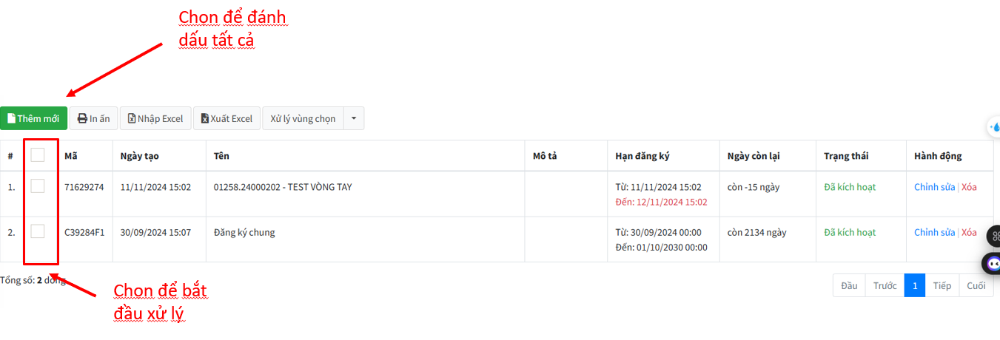 Chọn để đánh
dấu tất cả
Thêm mới In ấn Nhập Excel Xuất Excel Xử lý vùng chọn
# Mã Ngày tạo Tên Mô tả Hạn đăng ký Ngày còn lại Trạng thái Hành động
1. 71629274 11/11/2024 15:02 01258.24000202 - TEST VÒNG TAY Từ: 11/11/2024 15:02 còn -15 ngày Đã kích hoạt Chỉnh sửa | Xóa
Đến: 12/11/2024 15:02
2. C39284F1 30/09/2024 15:07 Đăng ký chung Từ: 30/09/2024 00:00 còn 2134 ngày Đã kích hoạt Chỉnh sửa | Xóa
Đến: 01/10/2030 00:00
Tổng số: 2 dòng Đầu Trước 1 Tiếp Cuối
Chọn để bắt
đầu xử lý